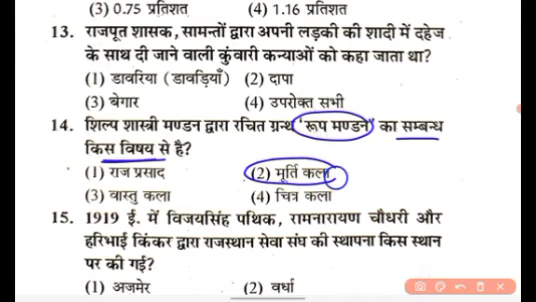 (3) 0.75 प्रतिशत (4) 1.16 प्रतिशत
13. राजपूत शासक, सामन्तों द्वारा अपनी लड़की की शादी में दहेज
के साथ दी जाने वाली कुंवारी कन्याओं को कहा जाता था?
(1) डावरिया (डावड़ियाँ) (2) दापा
(3) बेगार (4) उपरोक्त सभी
14. शिल्प शास्त्री मण्डन द्वारा रचित ग्रन्थ 'रूप मण्डन' का सम्बन्ध
किस विषय से है?
(1) राज प्रसाद (2) मूर्ति कला
(3) वास्तु कला (4) चित्र कला
15. 1919 ई. में विजयसिंह पथिक, रामनारायण चौधरी और
हरिभाई किंकर द्वारा राजस्थान सेवा संघ की स्थापना किस स्थान
पर की गई?
(1) अजमेर (2) वर्धा